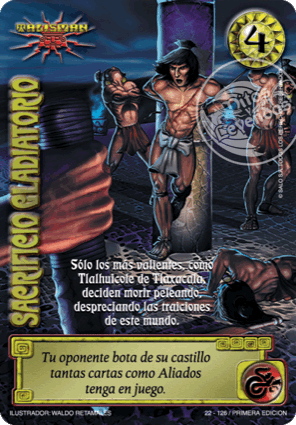 TALISMAN
4
SACRIFICIO GLADIATORIO
Sólo los más valientes, como
Tlalhuicole de Tlaxcala,
deciden morir peleando,
despreciando las traiciones
de este mundo.
Tu oponente bota de su castillo
tantas cartas como Aliados
tenga en juego.
ILUSTRADOR: WALDO RETAMALES
22 - 126 / PRIMERA EDICION